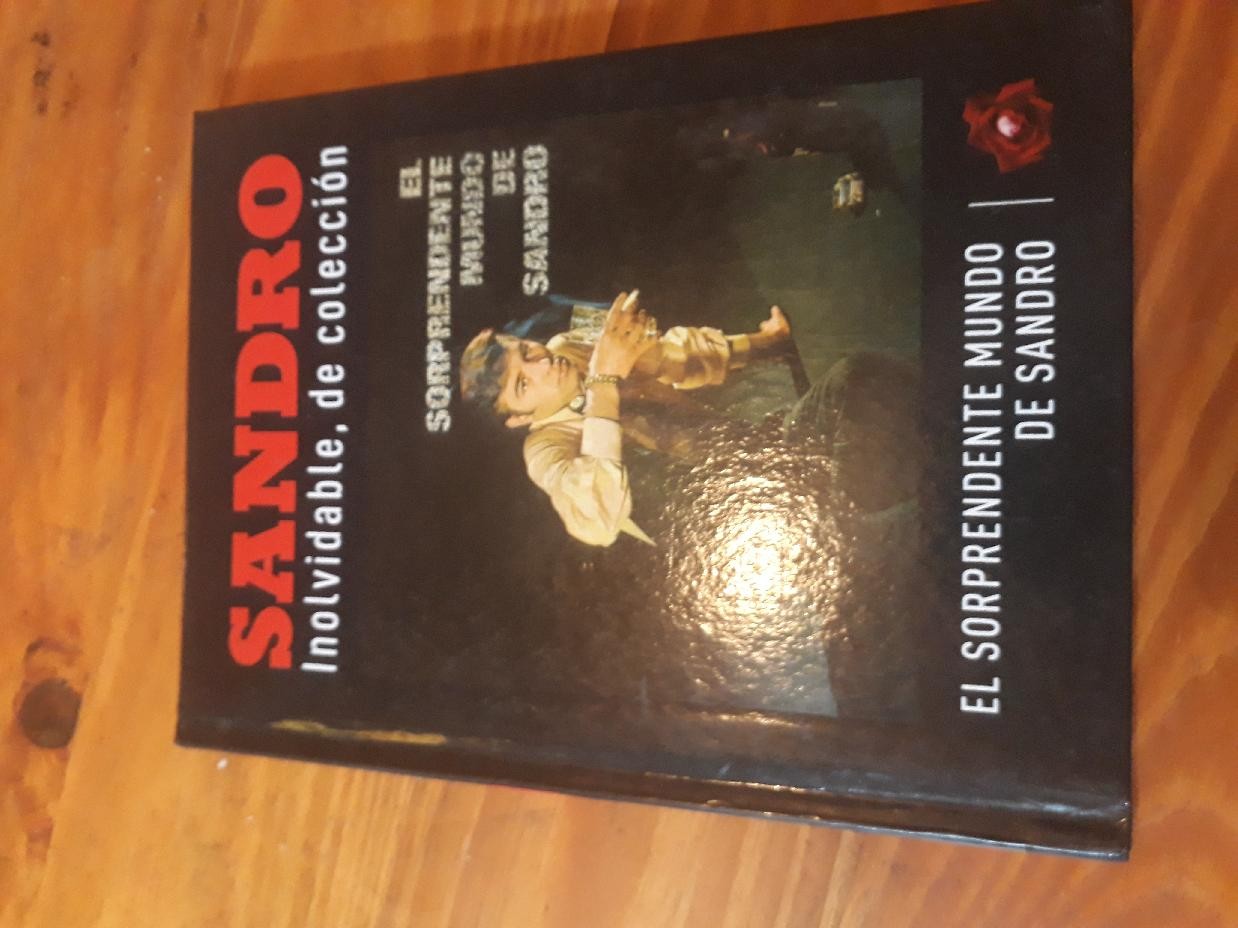 SANDRO
Inolvidable, de colección
EL
SORPRENDENTE
MUNDO
DE
SANDRO
EL SORPRENDENTE MUNDO
DE SANDRO